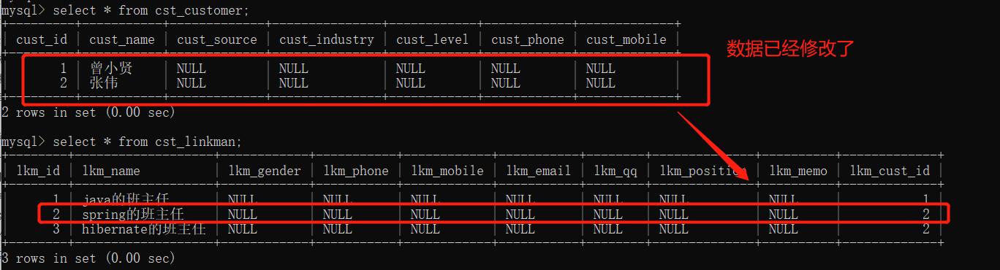 mysql> select * from cst_customer;
| cust_id | cust_name | cust_source | cust_industry | cust_level | cust_phone | cust_mobile |
数据已经修改了
| 1 | 曾小贤 | NULL | NULL | NULL | NULL | NULL |
| 2 | 张伟 | NULL | NULL | NULL | NULL | NULL |
2 rows in set (0.00 sec)
mysql> select * from cst_linkman;
| lkm_id | lkm_name | lkm_gender | lkm_phone | lkm_mobile | lkm_email | lkm_qq | lkm_position | lkm_memo | lkm_cust_id |
| 1 | java的班主任 | NULL | NULL | NULL | NULL | NULL | NULL | NULL | 1 |
| 2 | spring的班主任 | NULL | NULL | NULL | NULL | NULL | NULL | NULL | 2 |
| 3 | hibernate的班主任 | NULL | NULL | NULL | NULL | NULL | NULL | NULL | 2 |
3 rows in set (0.00 sec)